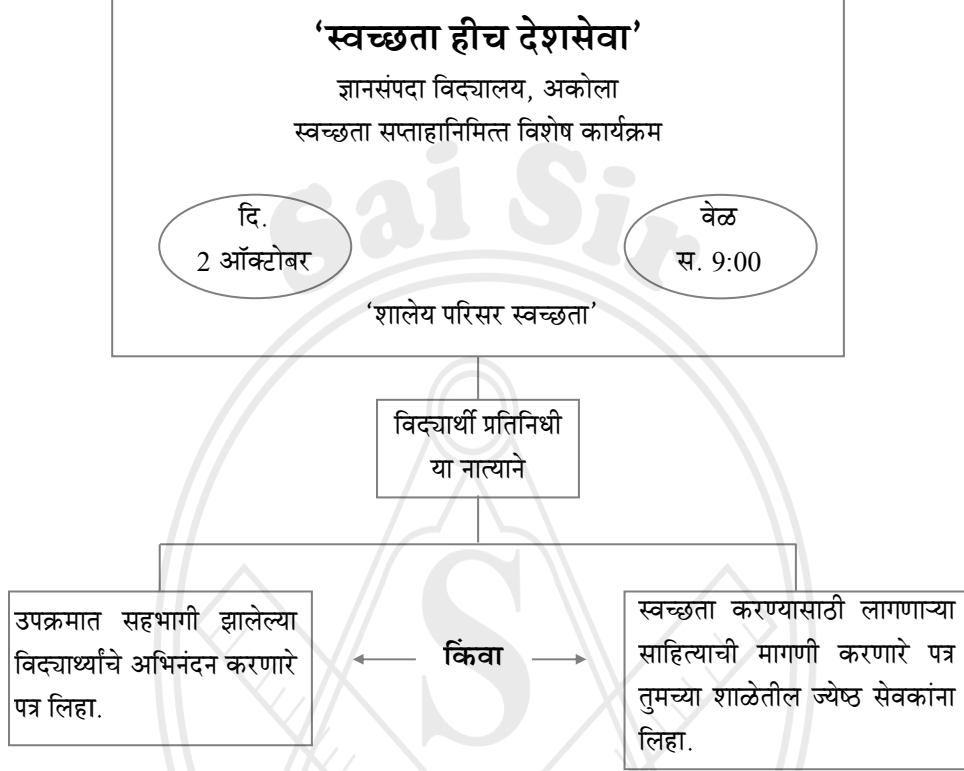 ‘स्वच्छता हीच देशसेवा’
ज्ञानसंपदा विद्यालय, अकोला
स्वच्छता सप्ताहानिमित्त विशेष कार्यक्रम
दि.
2 ऑक्टोबर
वेळ
स. 9:00
‘शालेय परिसर स्वच्छता’
विद्यार्थी प्रतिनिधी
या नात्याने
उपक्रमात सहभागी झालेल्या
विद्यार्थ्यांचे अभिनंदन करणारे
पत्र लिहा.
किंवा
स्वच्छता करण्यासाठी लागणाऱ्या
साहित्याची मागणी करणारे पत्र
तुमच्या शाळेतील ज्येष्ठ सेवकांना
लिहा.
Sai Sir
S